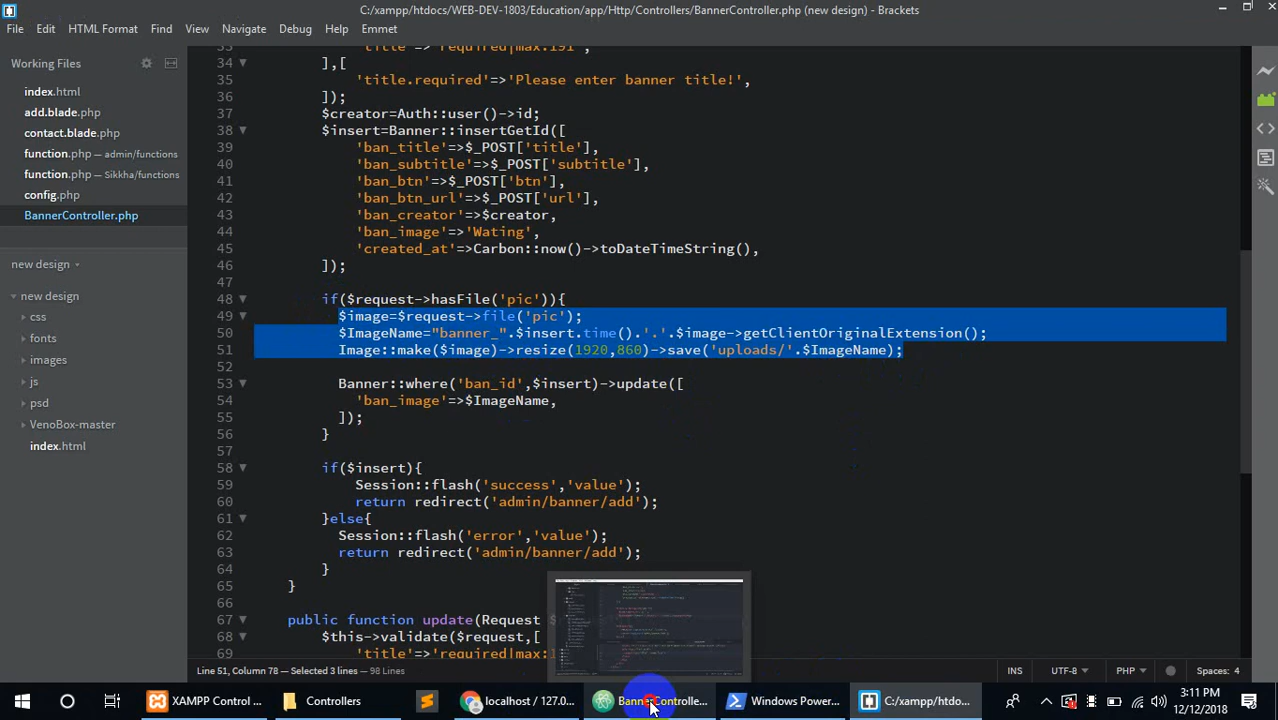 C:/xampp/htdocs/WEB-DEV-1803/Education/app/Http/Controllers/BannerController.php (new design) - Brackets
File Edit HTML Format Find View Navigate Debug Help Emmet
Working Files
index.html
add.blade.php
contact.blade.php
function.php — admin/functions
function.php — Sikkha/functions
config.php
BannerController.php
new design
new design
css
fonts
images
js
psd
VenoBox-master
index.html
33 'title'=>'required|max:191',
34 ],[
35 'title.required'=>'Please enter banner title!',
36 ]);
37 $creator=Auth::user()->id;
38 $insert=Banner::insertGetId([
39 'ban_title'=>$_POST['title'],
40 'ban_subtitle'=>$_POST['subtitle'],
41 'ban_btn'=>$_POST['btn'],
42 'ban_btn_url'=>$_POST['url'],
43 'ban_creator'=>$creator,
44 'ban_image'=>'Wating',
45 'created_at'=>Carbon::now()->toDateTimeString(),
46 ]);
47
48 if($request->hasFile('pic')){
49 $image=$request->file('pic');
50 $ImageName="banner_".$insert.time().'.'.$image->getClientOriginalExtension();
51 Image::make($image)->resize(1920,860)->save('uploads/'.$ImageName);
52
53 Banner::where('ban_id',$insert)->update([
54 'ban_image'=>$ImageName,
55 ]);
56 }
57
58 if($insert){
59 Session::flash('success','value');
60 return redirect('admin/banner/add');
61 }else{
62 Session::flash('error','value');
63 return redirect('admin/banner/add');
64 }
65 }
66
67 public function update(Request
68 $this->validate($request,[
69 'title'=>'required|max:
Line 51, Column 78 — Selected 3 lines — 98 Lines
INS UTF-8 PHP Spaces: 4
XAMPP Control ... Controllers localhost / 127.0... BannerControlle... Windows Power... C:/xampp/htdo...
3:11 PM
12/12/2018